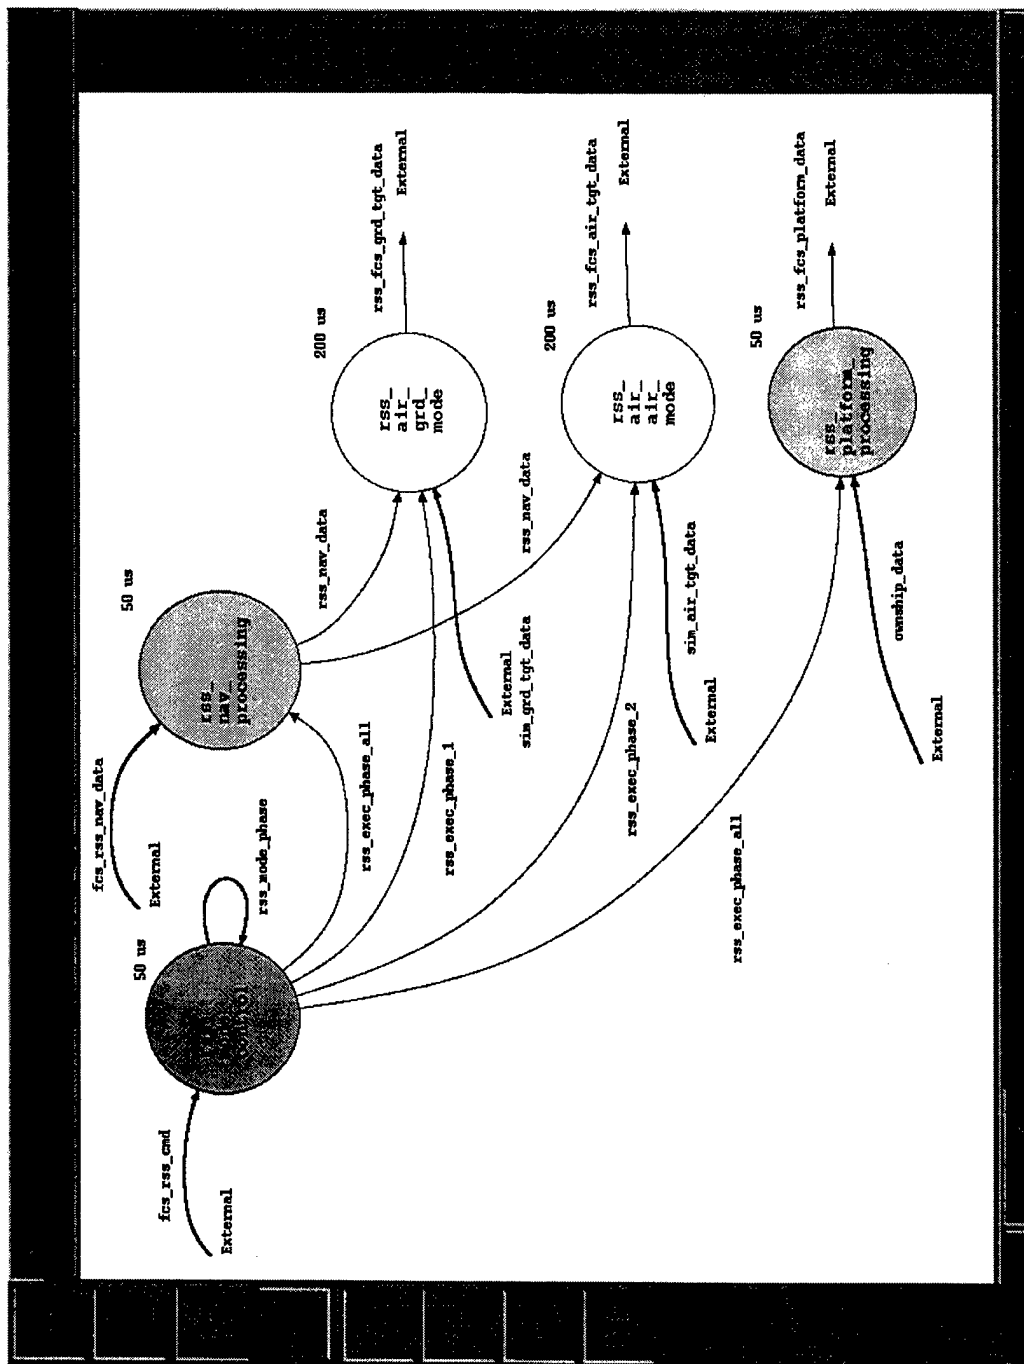 fcs_rss_cmd
External
50 us
control
rss_mode_phase
fcs_rss_nav_data
External
50 us
rss_
nav_
processing
rss_exec_phase_all
rss_exec_phase_1
rss_exec_phase_2
rss_exec_phase_all
rss_nav_data
rss_nav_data
External
sim_grd_tgt_data
200 us
rss_
air_
grd_
mode
rss_fcs_grd_tgt_data
External
sim_air_tgt_data
External
200 us
rss_
air_
air_
mode
rss_fcs_air_tgt_data
External
ownship_data
External
50 us
rss_
platform_
processing
rss_fcs_platform_data
External